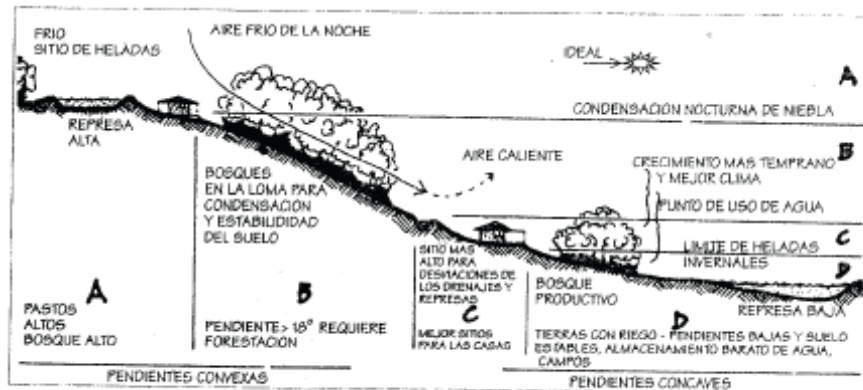 FRIO
SITIO DE HELADAS
AIRE FRIO DE LA NOCHE
IDEAL
A
CONDENSACION NOCTURNA DE NIEBLA
REPRESA
ALTA
BOSQUES
EN LA LOMA PARA
CONDENSACIÓN
Y ESTABILIDIDAD
DEL SUELO
AIRE CALIENTE
CRECIMIENTO MAS TEMPRANO
Y MEJOR CLIMA
B
PUNTO DE USO DE AGUA
C
LIMITE DE HELADAS
INVERNALES
D
SITIO MAS
ALTO PARA
DESVIACIONES DE
LOS DRENAJES Y
REPRESAS
BOSQUE
PRODUCTIVO
REPRESA BAJA
A
PASTOS
ALTOS
BOSQUE ALTO
B
PENDIENTE > 18° REQUIERE
FORESTACIÓN
C
MEJOR SITIOS
PARA LAS CASAS
D
TIERRAS CON RIEGO - PENDIENTES BAJAS Y SUELO
ESTABLES, ALMACENAMIENTO BARATO DE AGUA,
CAMPOS
PENDIENTES CONVEXAS
PENDIENTES CONCAVES